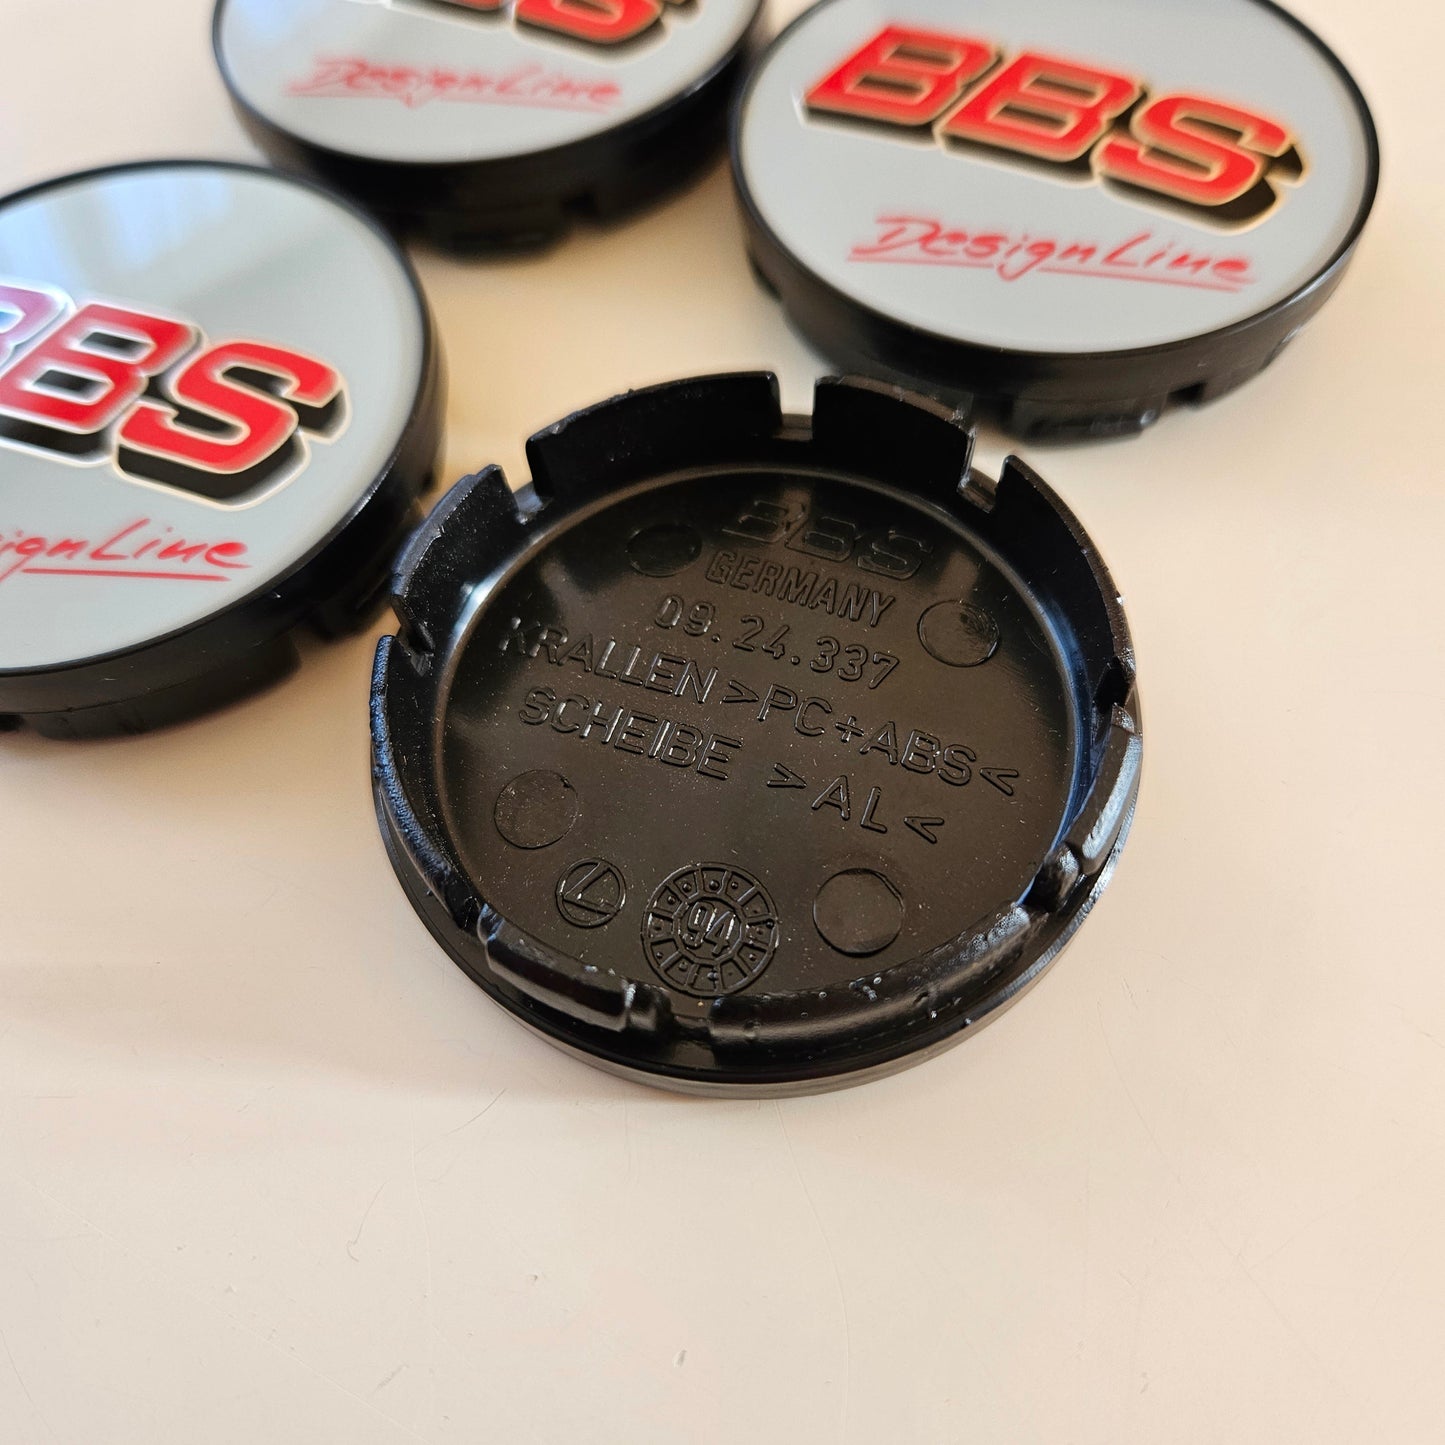 BBS
DesignLine
BBS
DesignLine
BBS
DesignLine
BBS
GERMANY
09.24.337
KRALLEN >PC+ABS<
SCHEIBE >AL<
94